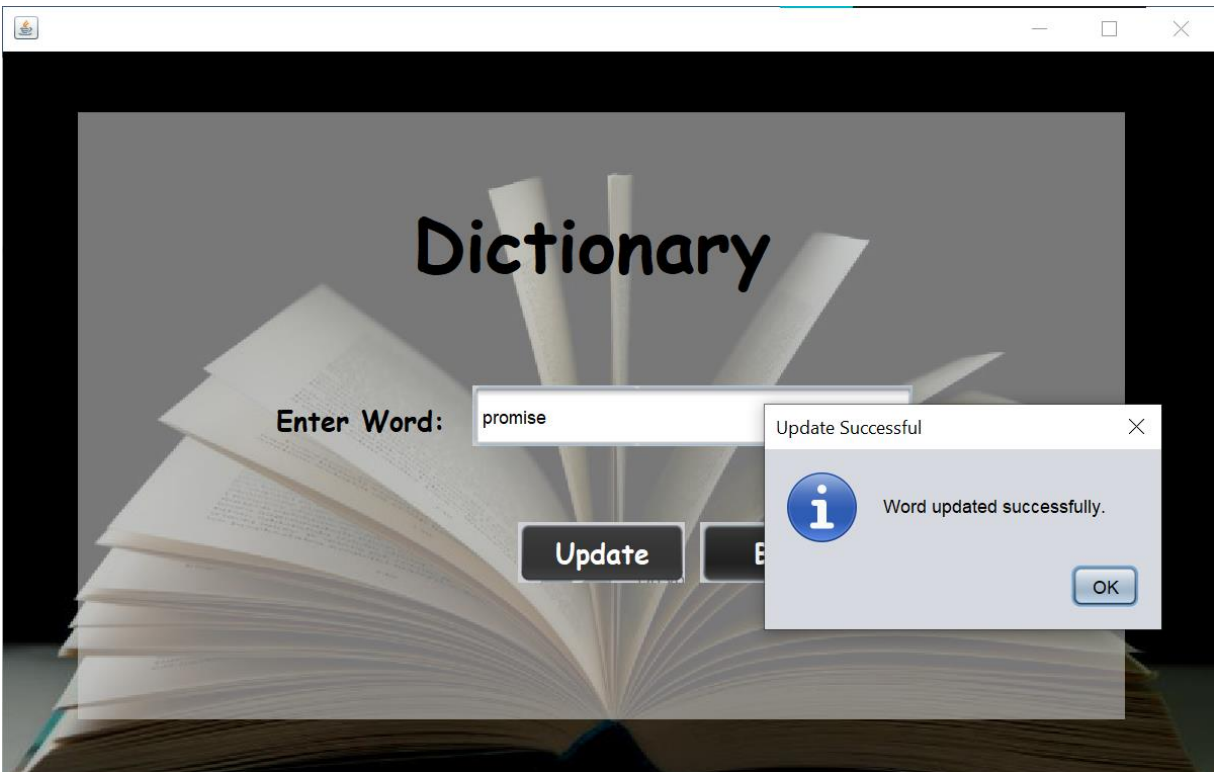 Dictionary
Enter Word:
promise
Update
Update Successful
Word updated successfully.
OK